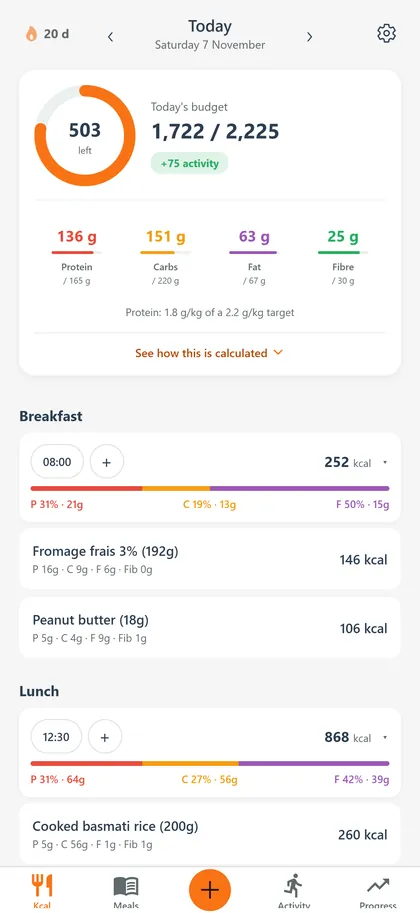 20 d
Today
Saturday 7 November
503
left
Today's budget
1,722 / 2,225
+75 activity
136 g
151 g
63 g
25 g
Protein
Carbs
Fat
Fibre
/ 165 g
/ 220 g
/ 67 g
/ 30 g
Protein: 1.8 g/kg of a 2.2 g/kg target
See how this is calculated
Breakfast
08:00
+
252 kcal
P 31% · 21g
C 19% · 13g
F 50% · 15g
Fromage frais 3% (192g)
146 kcal
P 16g · C 9g · F 6g · Fib 0g
Peanut butter (18g)
106 kcal
P 5g · C 4g · F 9g · Fib 1g
Lunch
12:30
+
868 kcal
P 31% · 64g
C 27% · 56g
F 42% · 39g
Cooked basmati rice (200g)
260 kcal
P 5g · C 56g · F 1g · Fib 1g
Kcal
Meals
+
Activity
Progress